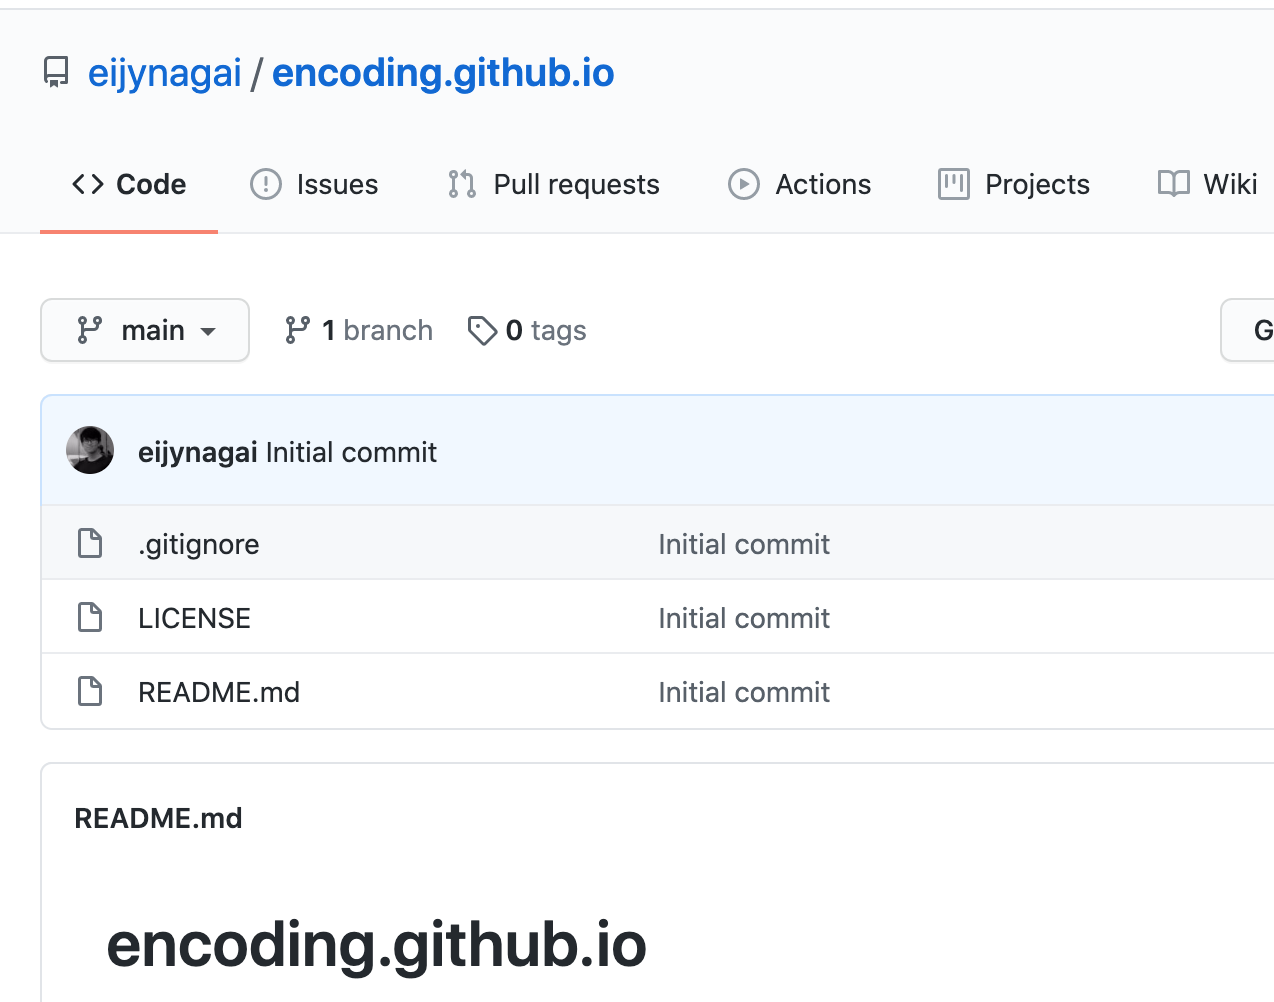 eijynagai / encoding.github.io
Code Issues Pull requests Actions Projects Wiki
main 1 branch 0 tags
G
eijynagai Initial commit
.gitignore Initial commit
LICENSE Initial commit
README.md Initial commit
README.md
encoding.github.io